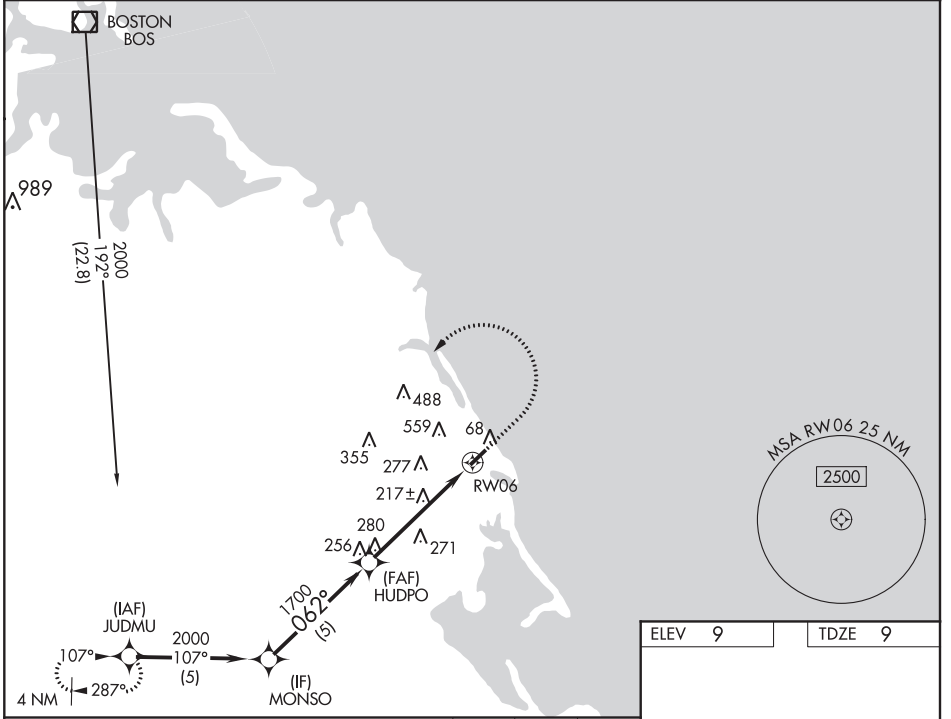 BOSTON
BOS
989
2000
192°
(22.8)
488
559
68
355
277
RW06
217±
280
256
271
(FAF)
HUDPO
1700
062°
(5)
(IAF)
JUDMU
2000
107°
107°
(5)
287°
4 NM
(IF)
MONSO
MSA RW06 25 NM
2500
ELEV 9
TDZE 9